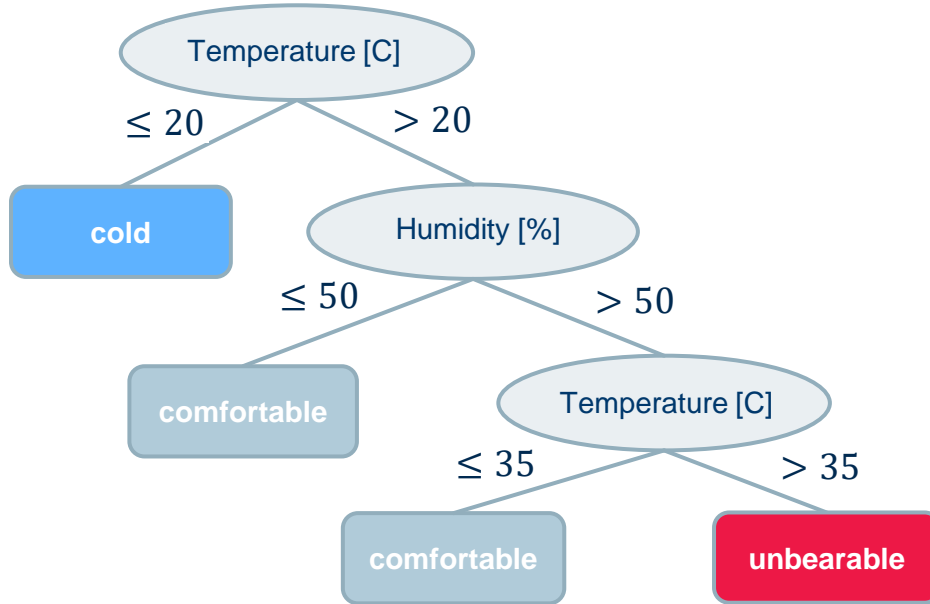 Temperature [C]
≤ 20
> 20
cold
Humidity [%]
≤ 50
> 50
comfortable
Temperature [C]
≤ 35
> 35
comfortable
unbearable